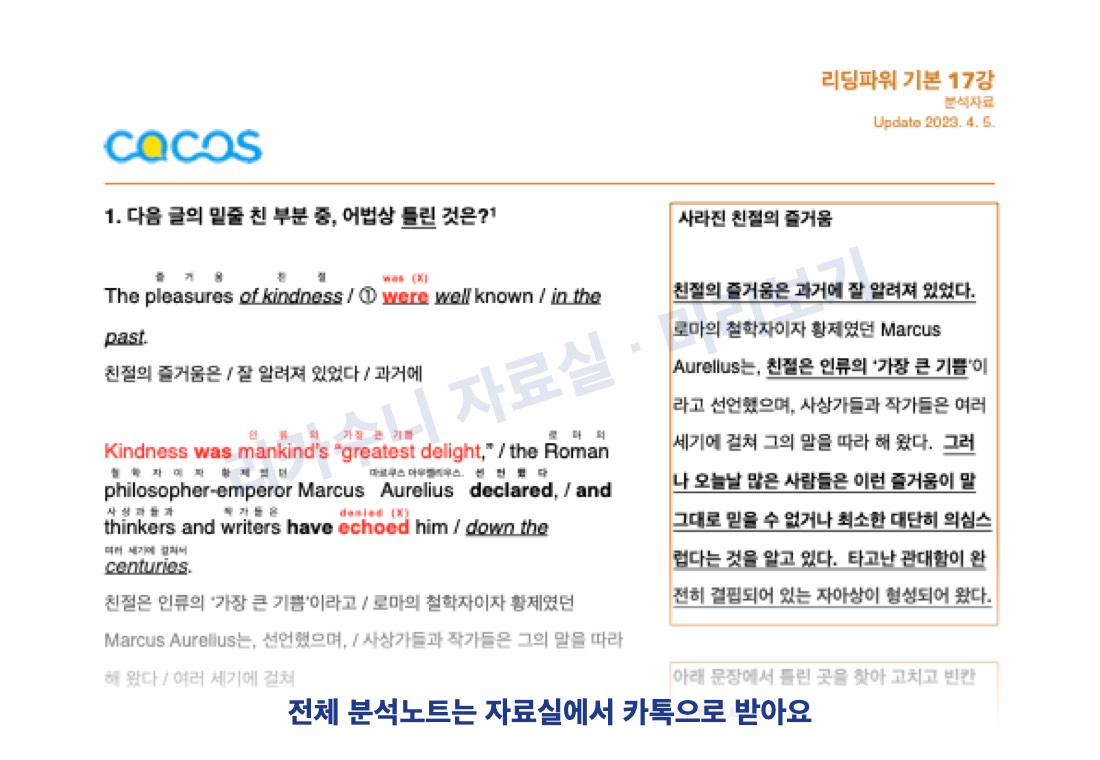 리딩파워 기본 17강
분석자료
Update 2023. 4. 5.
cacos
1. 다음 글의 밑줄 친 부분 중, 어법상 틀린 것은?¹
즐 거 움 친 절 was (X)
The pleasures of kindness / ① were well known / in the
past.
친절의 즐거움은 / 잘 알려져 있었다 / 과거에
인 류 의 가장 큰 기쁨 로 마 의
Kindness was mankind's “greatest delight,” / the Roman
철 학 자 이 자 황 제 였 던 마르쿠스 아우렐리우스. 선 언 했 다
philosopher-emperor Marcus Aurelius declared, / and
사 상 과 들 과 작 가 들 은 denied (X)
thinkers and writers have echoed him / down the
여러 세기에 걸쳐서
centuries.
친절은 인류의 ‘가장 큰 기쁨’이라고 / 로마의 철학자이자 황제였던
Marcus Aurelius는, 선언했으며, / 사상가들과 작가들은 그의 말을 따라
해 왔다 / 여러 세기에 걸쳐
사라진 친절의 즐거움
친절의 즐거움은 과거에 잘 알려져 있었다.
로마의 철학자이자 황제였던 Marcus
Aurelius는, 친절은 인류의 ‘가장 큰 기쁨’이
라고 선언했으며, 사상가들과 작가들은 여러
세기에 걸쳐 그의 말을 따라 해 왔다. 그러
나 오늘날 많은 사람들은 이런 즐거움이 말
그대로 믿을 수 없거나 최소한 대단히 의심스
럽다는 것을 알고 있다. 타고난 관대함이 완
전히 결핍되어 있는 자아상이 형성되어 왔다.
아래 문장에서 틀린 곳을 찾아 고치고 빈칸
자료실 · 미리보기
전체 분석노트는 자료실에서 카톡으로 받아요